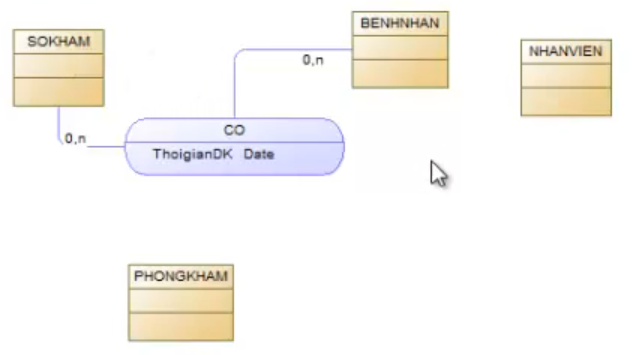 BENHNHAN
SOKHAM
NHANVIEN
0,n
CO
0,n
ThoigianDK Date
PHONGKHAM